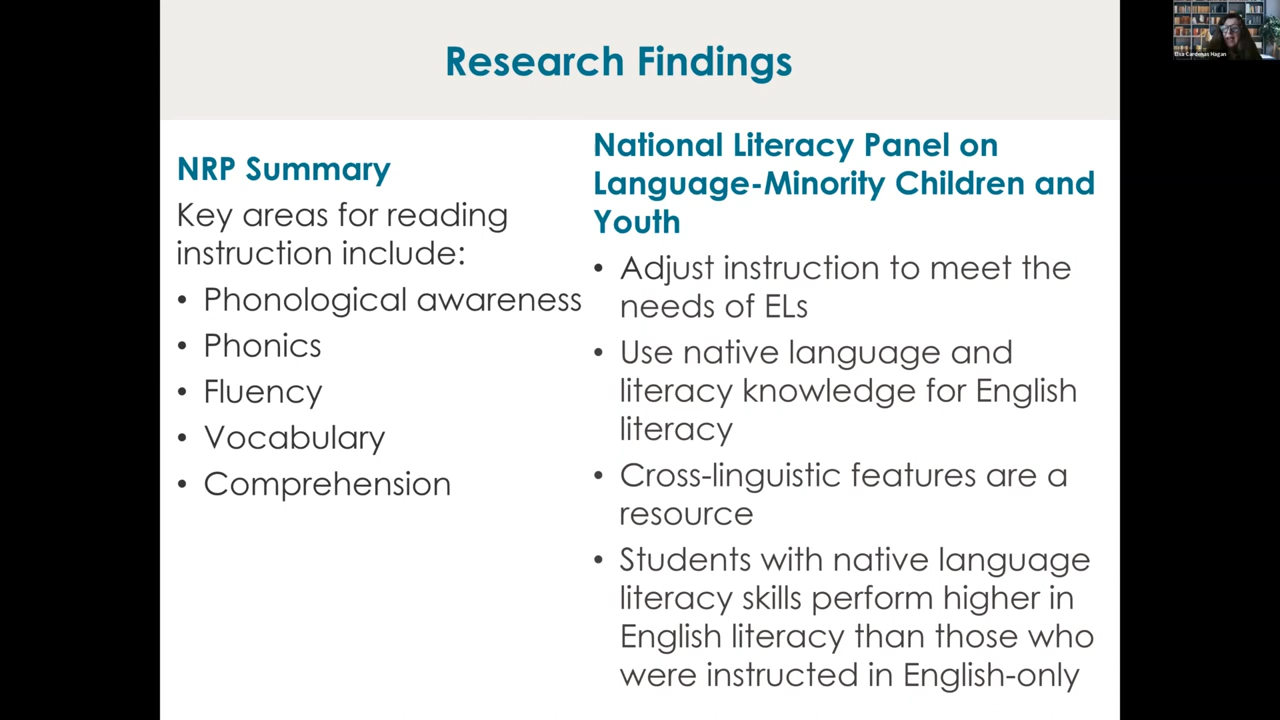 Research Findings
NRP Summary
Key areas for reading
instruction include:
• Phonological awareness
• Phonics
• Fluency
• Vocabulary
• Comprehension
National Literacy Panel on
Language-Minority Children and
Youth
• Adjust instruction to meet the
needs of ELs
• Use native language and
literacy knowledge for English
literacy
• Cross-linguistic features are a
resource
• Students with native language
literacy skills perform higher in
English literacy than those who
were instructed in English-only
Elsa Cardenas Hagan